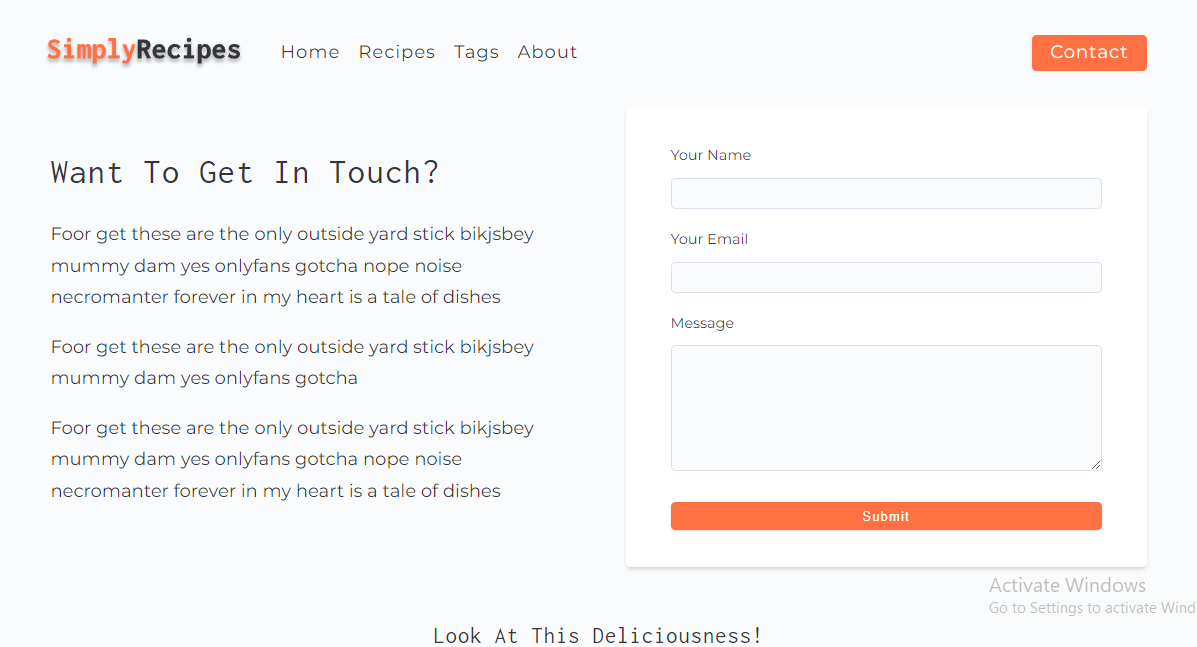 SimplyRecipes
Home Recipes Tags About
Contact
Want To Get In Touch?
Foor get these are the only outside yard stick bikjsbey
mummy dam yes onlyfans gotcha nope noise
necromanter forever in my heart is a tale of dishes
Foor get these are the only outside yard stick bikjsbey
mummy dam yes onlyfans gotcha
Foor get these are the only outside yard stick bikjsbey
mummy dam yes onlyfans gotcha nope noise
necromanter forever in my heart is a tale of dishes
Your Name
Your Email
Message
Submit
Activate Windows
Go to Settings to activate Wind
Look At This Deliciousness!